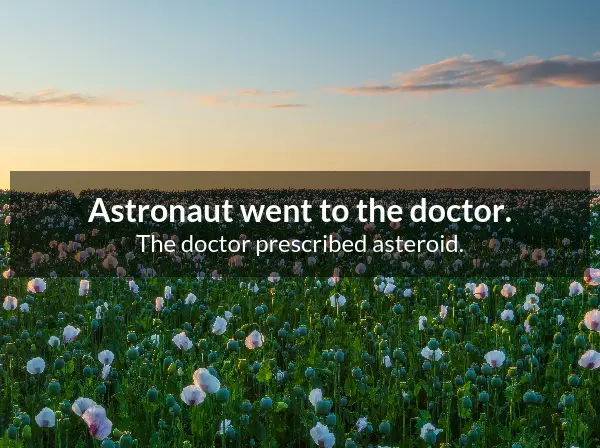 Astronaut went to the doctor.
The doctor prescribed asteroid.